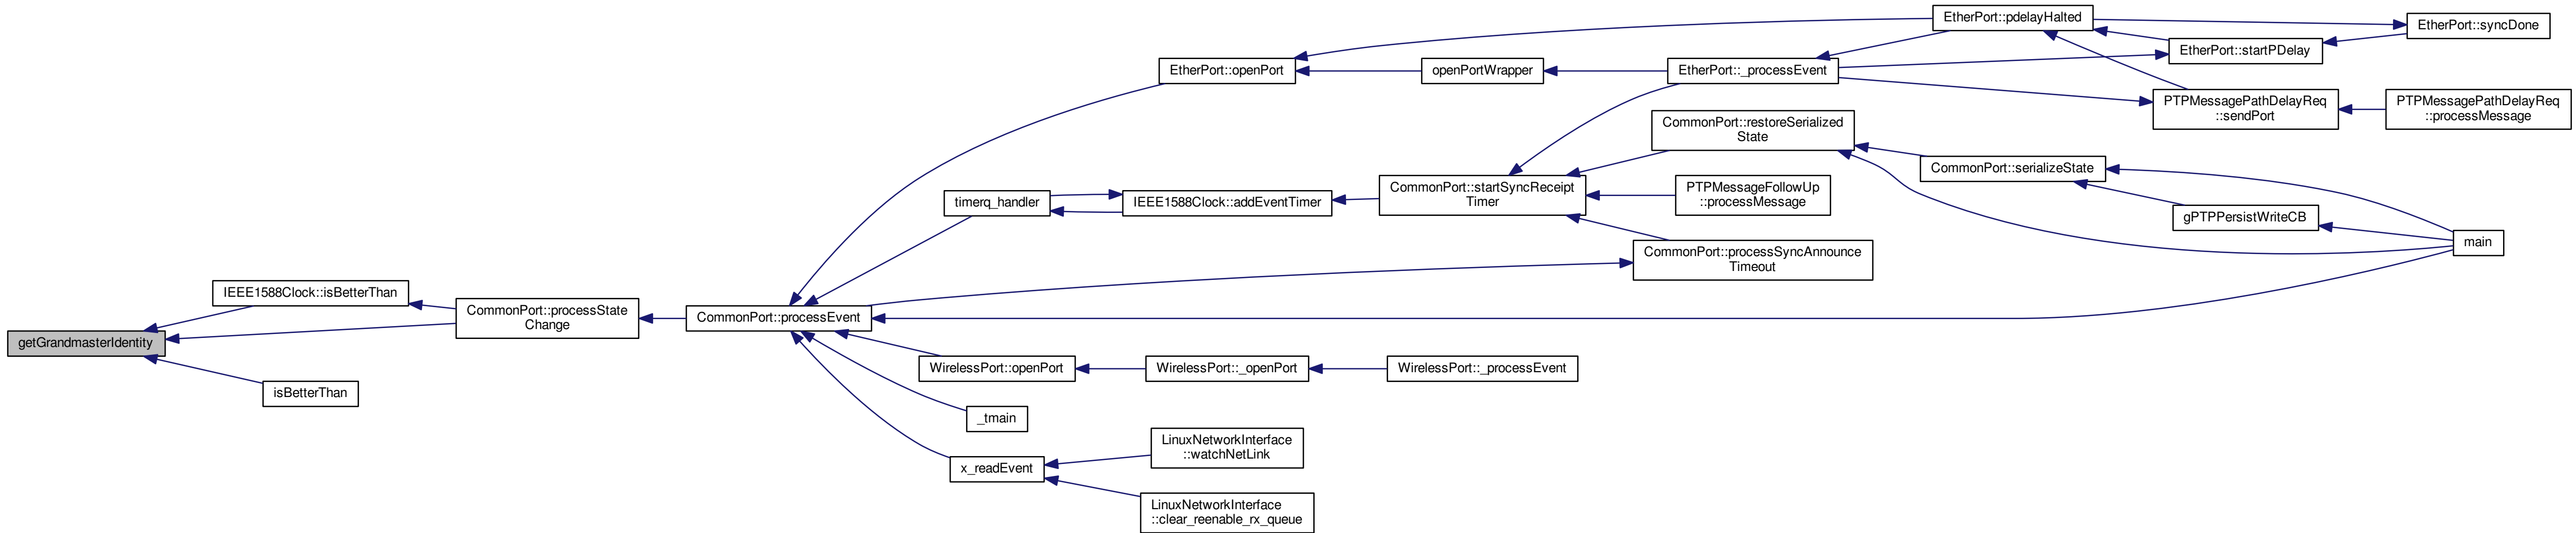 EtherPort::pdelayHalted
EtherPort::syncDone
EtherPort::startPDelay
EtherPort::openPort
openPortWrapper
EtherPort::_processEvent
PTPMessagePathDelayReq
::sendPort
PTPMessagePathDelayReq
::processMessage
CommonPort::restoreSerialized
State
CommonPort::serializeState
timerq_handler
IEEE1588Clock::addEventTimer
CommonPort::startSyncReceipt
Timer
PTPMessageFollowUp
::processMessage
gPTPPersistWriteCB
main
CommonPort::processSyncAnnounce
Timeout
IEEE1588Clock::isBetterThan
CommonPort::processState
Change
CommonPort::processEvent
getGrandmasterIdentity
WirelessPort::openPort
WirelessPort::_openPort
WirelessPort::_processEvent
isBetterThan
_tmain
LinuxNetworkInterface
::watchNetLink
x_readEvent
LinuxNetworkInterface
::clear_reenable_rx_queue